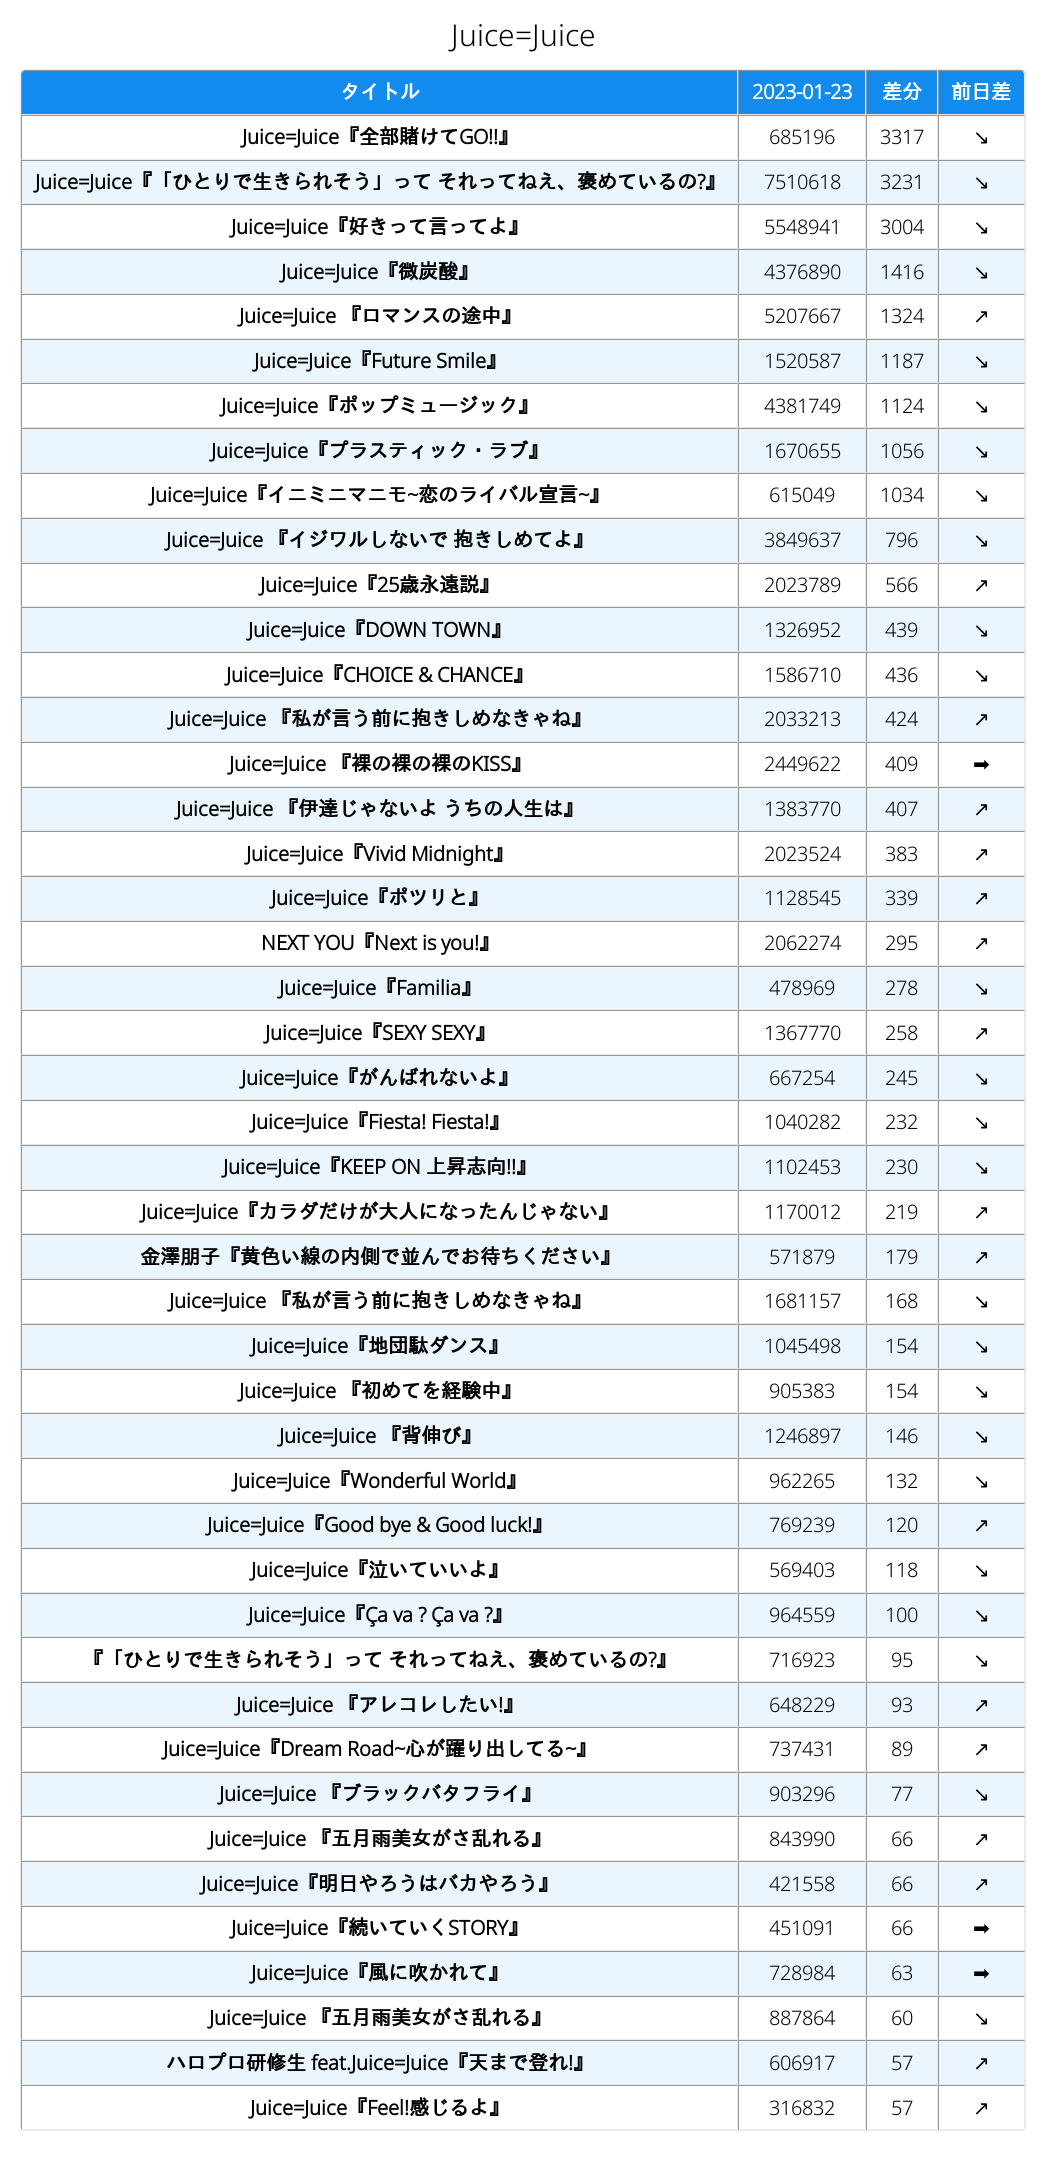 Juice=Juice
タイトル 2023-01-23 差分 前日差
Juice=Juice『全部賭けてGO!!』 685196 3317 ↘
Juice=Juice『「ひとりで生きられそう」って それってねえ、褒めているの?』 7510618 3231 ↘
Juice=Juice『好きって言ってよ』 5548941 3004 ↘
Juice=Juice『微炭酸』 4376890 1416 ↘
Juice=Juice 『ロマンスの途中』 5207667 1324 ↗
Juice=Juice『Future Smile』 1520587 1187 ↘
Juice=Juice『ポップミュージック』 4381749 1124 ↘
Juice=Juice『プラスティック・ラブ』 1670655 1056 ↘
Juice=Juice『イニミニマニモ~恋のライバル宣言~』 615049 1034 ↘
Juice=Juice 『イジワルしないで 抱きしめてよ』 3849637 796 ↘
Juice=Juice『25歳永遠説』 2023789 566 ↗
Juice=Juice『DOWN TOWN』 1326952 439 ↘
Juice=Juice『CHOICE & CHANCE』 1586710 436 ↘
Juice=Juice 『私が言う前に抱きしめなきゃね』 2033213 424 ↗
Juice=Juice 『裸の裸の裸のKISS』 2449622 409 ➡
Juice=Juice 『伊達じゃないよ うちの人生は』 1383770 407 ↗
Juice=Juice『Vivid Midnight』 2023524 383 ↗
Juice=Juice『ポツリと』 1128545 339 ↗
NEXT YOU『Next is you!』 2062274 295 ↗
Juice=Juice『Familia』 478969 278 ↘
Juice=Juice『SEXY SEXY』 1367770 258 ↗
Juice=Juice『がんばれないよ』 667254 245 ↘
Juice=Juice『Fiesta! Fiesta!』 1040282 232 ↘
Juice=Juice『KEEP ON 上昇志向!!』 1102453 230 ↘
Juice=Juice『カラダだけが大人になったんじゃない』 1170012 219 ↗
金澤朋子『黄色い線の内側で並んでお待ちください』 571879 179 ↗
Juice=Juice 『私が言う前に抱きしめなきゃね』 1681157 168 ↘
Juice=Juice『地団駄ダンス』 1045498 154 ↘
Juice=Juice 『初めてを経験中』 905383 154 ↘
Juice=Juice 『背伸び』 1246897 146 ↘
Juice=Juice『Wonderful World』 962265 132 ↘
Juice=Juice『Good bye & Good luck!』 769239 120 ↗
Juice=Juice『泣いていいよ』 569403 118 ↘
Juice=Juice『Ça va ? Ça va ?』 964559 100 ↘
『「ひとりで生きられそう」って それってねえ、褒めているの?』 716923 95 ↘
Juice=Juice 『アレコレしたい!』 648229 93 ↗
Juice=Juice『Dream Road~心が躍り出してる~』 737431 89 ↗
Juice=Juice 『ブラックバタフライ』 903296 77 ↘
Juice=Juice 『五月雨美女がさ乱れる』 843990 66 ↗
Juice=Juice『明日やろうはバカやろう』 421558 66 ↗
Juice=Juice『続いていくSTORY』 451091 66 ➡
Juice=Juice『風に吹かれて』 728984 63 ➡
Juice=Juice 『五月雨美女がさ乱れる』 887864 60 ↘
ハロプロ研修生 feat.Juice=Juice『天まで登れ!』 606917 57 ↗
Juice=Juice『Feel!感じるよ』 316832 57 ↗